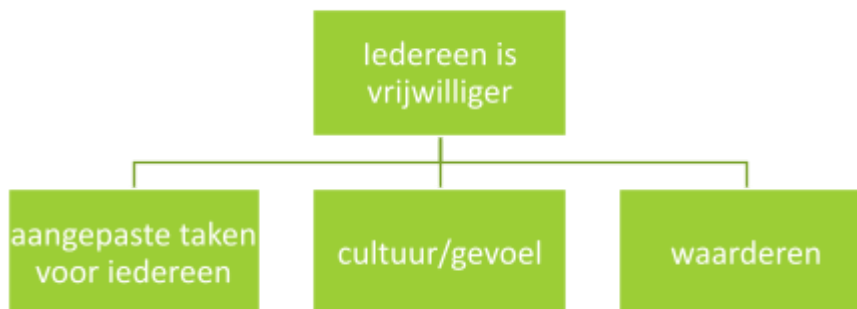 Iedereen is
vrijwilliger
aangepaste taken
voor iedereen
cultuur/gevoel
waarderen